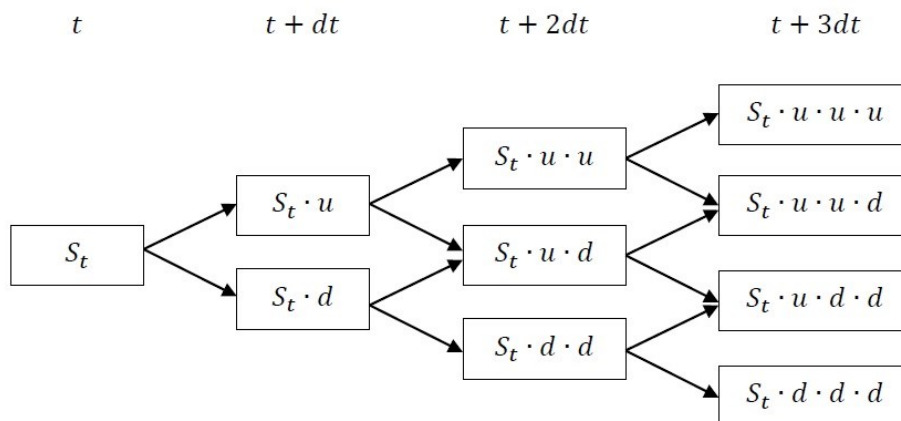 t t + dt t + 2dt t + 3dt
S_t · u · u · u
S_t · u · u
S_t · u S_t · u · u · d
S_t S_t · u · d
S_t · d S_t · u · d · d
S_t · d · d
S_t · d · d · d